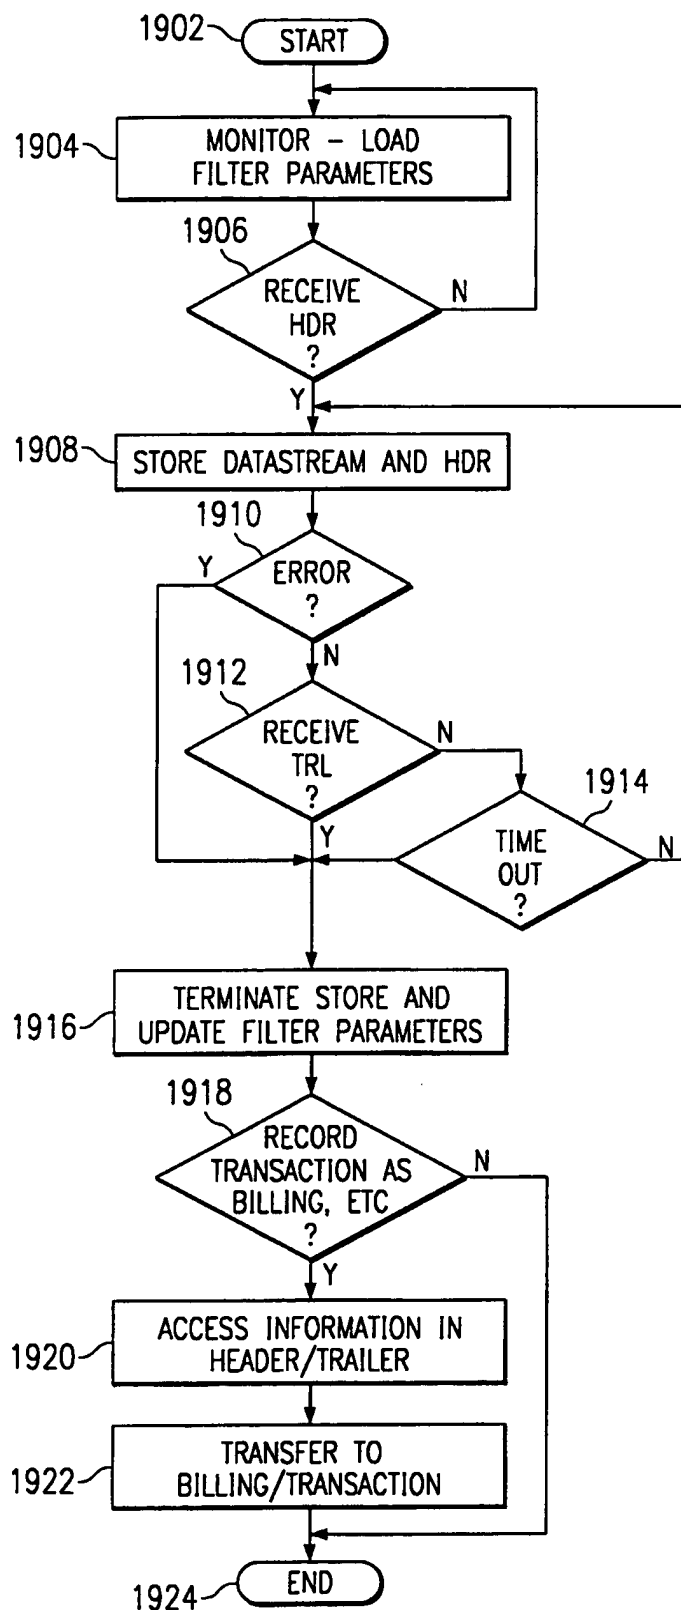 1902
START
1904
MONITOR - LOAD
FILTER PARAMETERS
1906
RECEIVE
HDR
?
N
Y
1908
STORE DATASTREAM AND HDR
1910
ERROR
?
Y
N
1912
RECEIVE
TRL
?
N
Y
1914
TIME
OUT
?
N
1916
TERMINATE STORE AND
UPDATE FILTER PARAMETERS
1918
RECORD
TRANSACTION AS
BILLING, ETC
?
N
Y
1920
ACCESS INFORMATION IN
HEADER/TRAILER
1922
TRANSFER TO
BILLING/TRANSACTION
1924
END